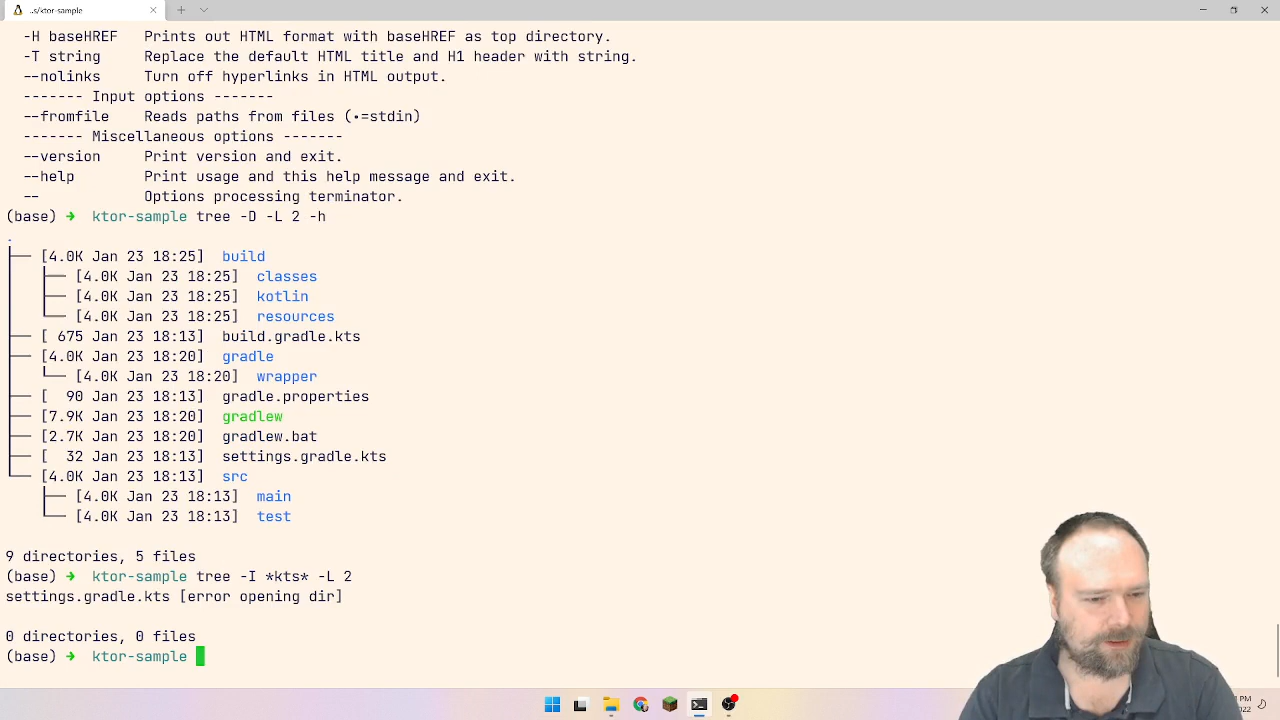 ../ktor-sample
-H baseHREF Prints out HTML format with baseHREF as top directory.
-T string Replace the default HTML title and H1 header with string.
--nolinks Turn off hyperlinks in HTML output.
------- Input options -------
--fromfile Reads paths from files (.=stdin)
------- Miscellaneous options -------
--version Print version and exit.
--help Print usage and this help message and exit.
-- Options processing terminator.
(base) ➜ ktor-sample tree -D -L 2 -h
.
├── [4.0K Jan 23 18:25] build
│   ├── [4.0K Jan 23 18:25] classes
│   ├── [4.0K Jan 23 18:25] kotlin
│   └── [4.0K Jan 23 18:25] resources
├── [ 675 Jan 23 18:13] build.gradle.kts
├── [4.0K Jan 23 18:20] gradle
│   └── [4.0K Jan 23 18:20] wrapper
├── [  90 Jan 23 18:13] gradle.properties
├── [7.9K Jan 23 18:20] gradlew
├── [2.7K Jan 23 18:20] gradlew.bat
├── [  32 Jan 23 18:13] settings.gradle.kts
└── [4.0K Jan 23 18:13] src
    ├── [4.0K Jan 23 18:13] main
    └── [4.0K Jan 23 18:13] test
9 directories, 5 files
(base) ➜ ktor-sample tree -I *kts* -L 2
settings.gradle.kts [error opening dir]
0 directories, 0 files
(base) ➜ ktor-sample
PM